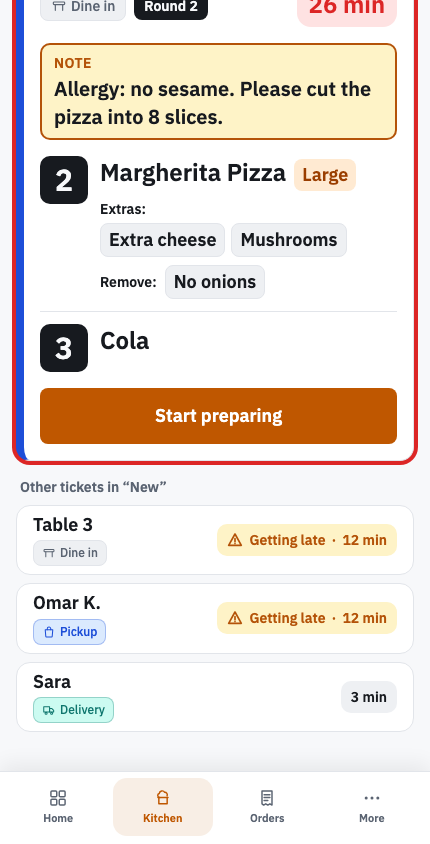 Dine in
Round 2
26 min
NOTE
Allergy: no sesame. Please cut the
pizza into 8 slices.
2
Margherita Pizza
Large
Extras:
Extra cheese
Mushrooms
Remove:
No onions
3
Cola
Start preparing
Other tickets in “New”
Table 3
Dine in
Getting late · 12 min
Omar K.
Pickup
Getting late · 12 min
Sara
Delivery
3 min
Home
Kitchen
Orders
More